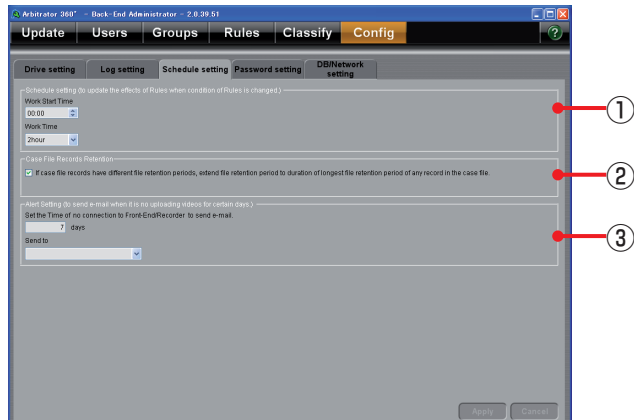 Arbitrator 360° - Back-End Administrator - 2.0.39.51
Update Users Groups Rules Classify Config ?
Drive setting Log setting Schedule setting Password setting DB/Network setting
Schedule setting(to update the effects of Rules when condition of Rules is changed.)
Work Start Time
00:00
Work Time
2hour
①
Case File Records Retention
If case file records have different file retention periods, extend file retention period to duration of longest file retention period of any record in the case file.
②
Alert Setting (to send e-mail when it is no uploading videos for certain days.)
Set the Time of no connection to Front-End/Recorder to send e-mail.
7 days
Send to
③
Apply Cancel